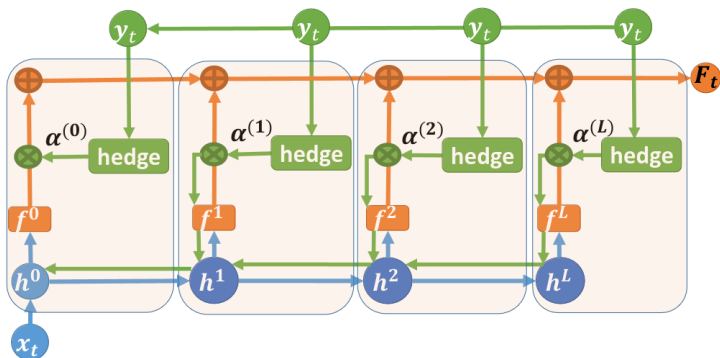 y_t y_t y_t y_t
F_t
α^(0) α^(1) α^(2) α^(L)
hedge hedge hedge hedge
f^0 f^1 f^2 f^L
h^0 h^1 h^2 h^L
x_t